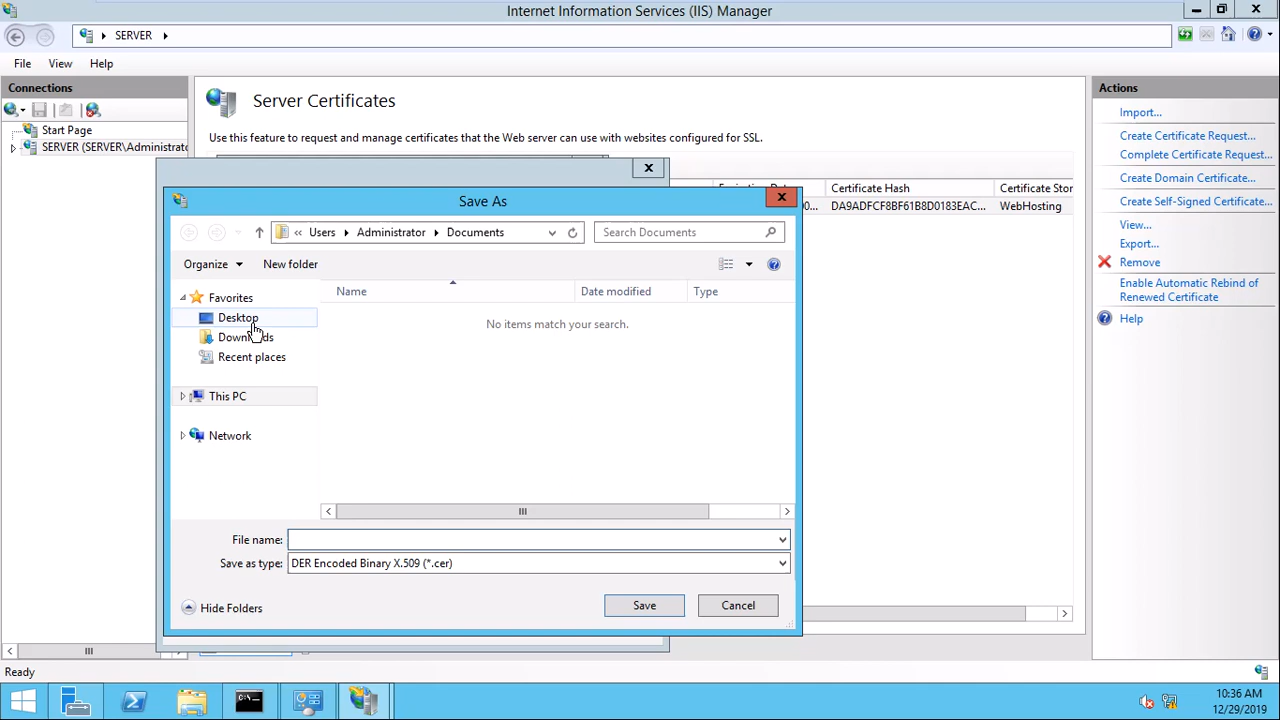 Internet Information Services (IIS) Manager
SERVER
File View Help
Connections
Start Page
SERVER (SERVER\Administrato
Server Certificates
Use this feature to request and manage certificates that the Web server can use with websites configured for SSL.
Certificate Hash Certificate Stor
0... DA9ADFCF8BF61B8D0183EAC... WebHosting
Actions
Import...
Create Certificate Request...
Complete Certificate Request...
Create Domain Certificate...
Create Self-Signed Certificate...
View...
Export...
Remove
Enable Automatic Rebind of
Renewed Certificate
Help
Save As
« Users Administrator Documents
Search Documents
Organize New folder
Favorites
Desktop
Downloads
Recent places
This PC
Network
Name Date modified Type
No items match your search.
File name:
Save as type: DER Encoded Binary X.509 (*.cer)
Hide Folders Save Cancel
Ready
10:36 AM
12/29/2019